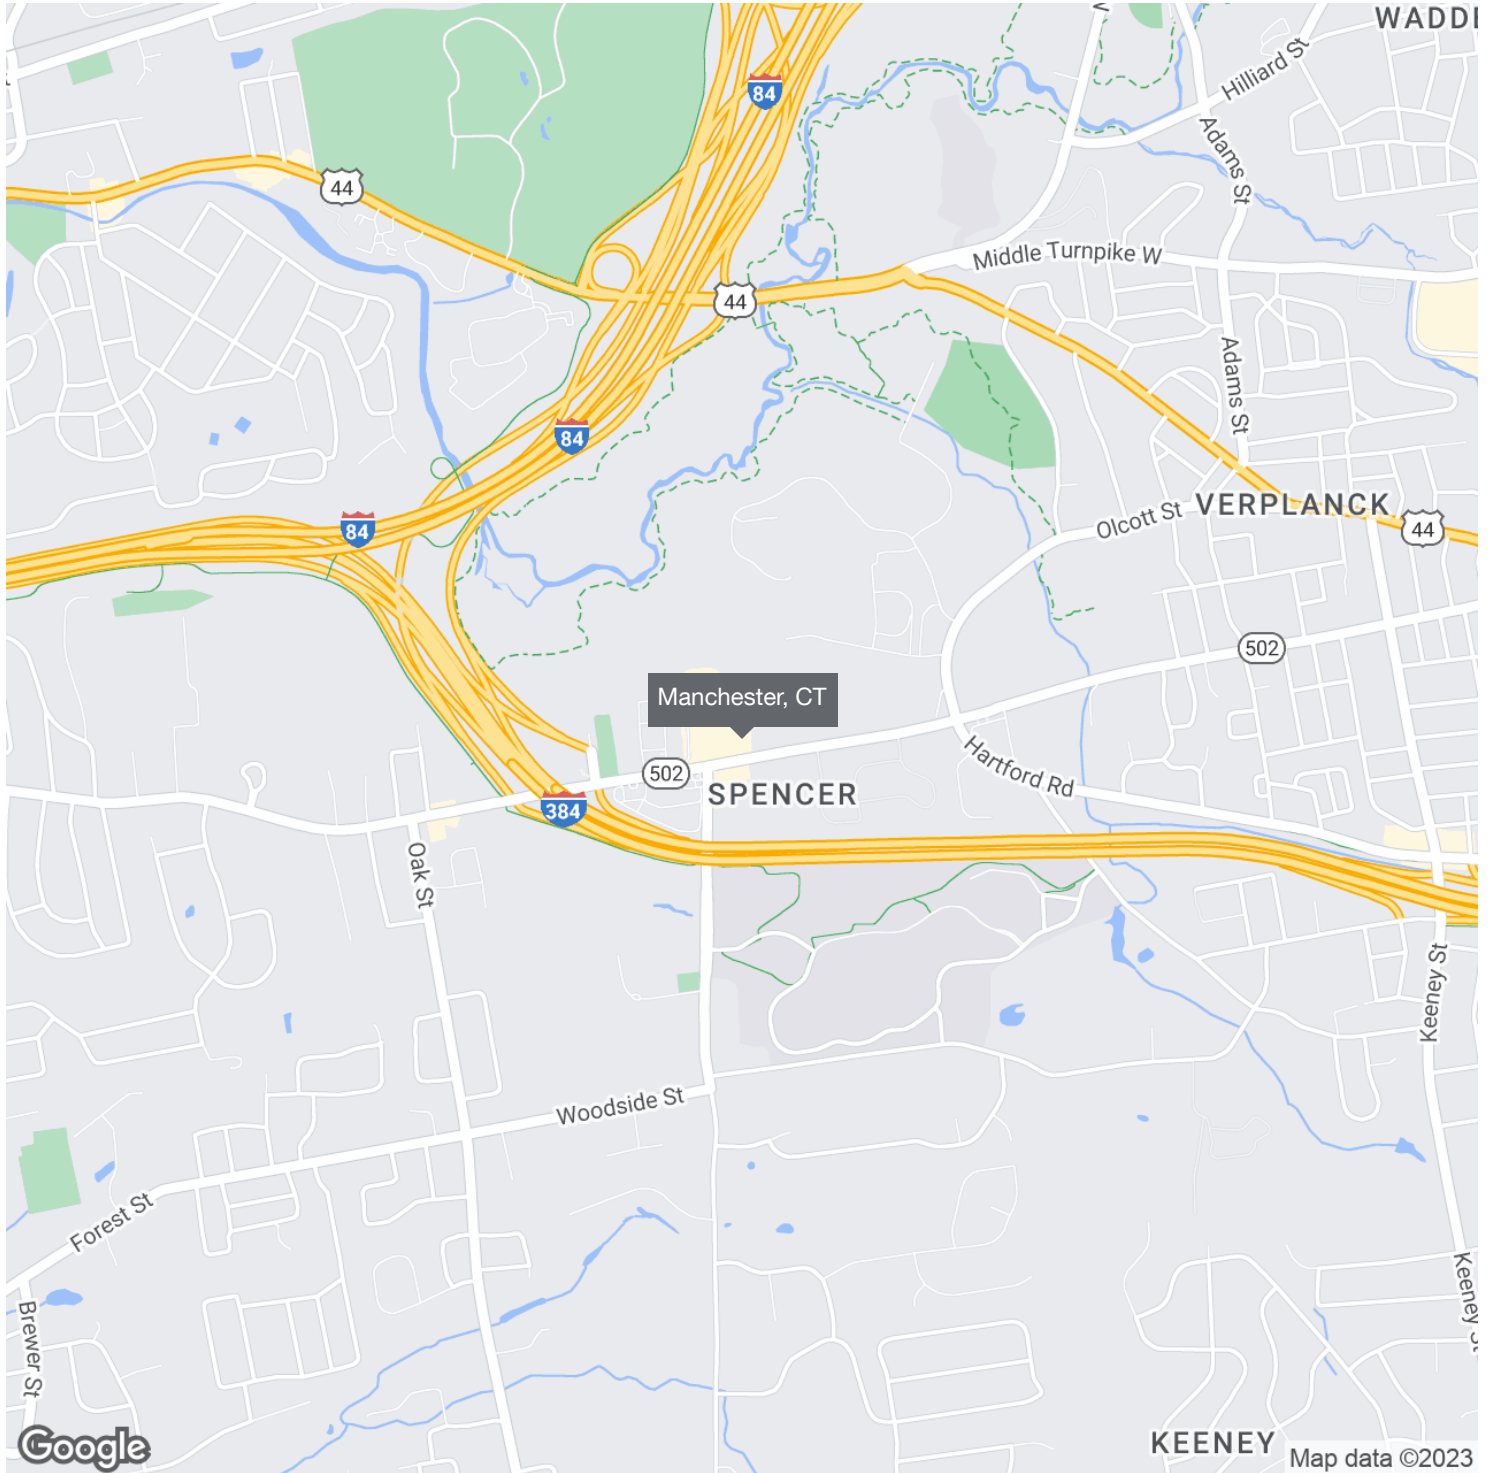 WADDE
84
Hilliard St
Adams St
44
Middle Turnpike W
44
Adams St
84
84
Olcott St
VERPLANCK
44
502
Manchester, CT
502
SPENCER
Hartford Rd
384
Oak St
Keeney St
Woodside St
Forest St
Keeney St
Brewer St
KEENEY
Google
Map data ©2023